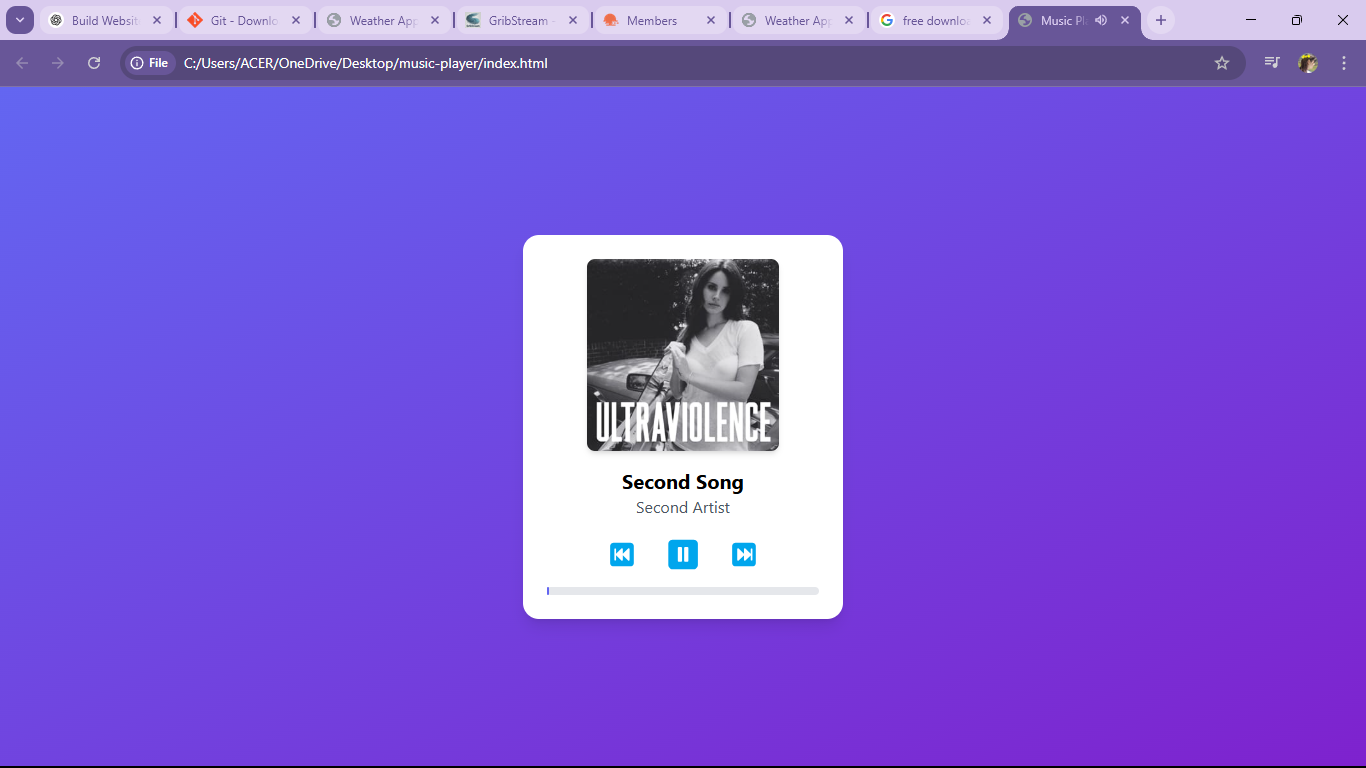 Build Websit
Git - Downlo
Weather App
GribStream -
Members
Weather App
free downloa
Music Pl
File
C:/Users/ACER/OneDrive/Desktop/music-player/index.html
ULTRAVIOLENCE
Second Song
Second Artist